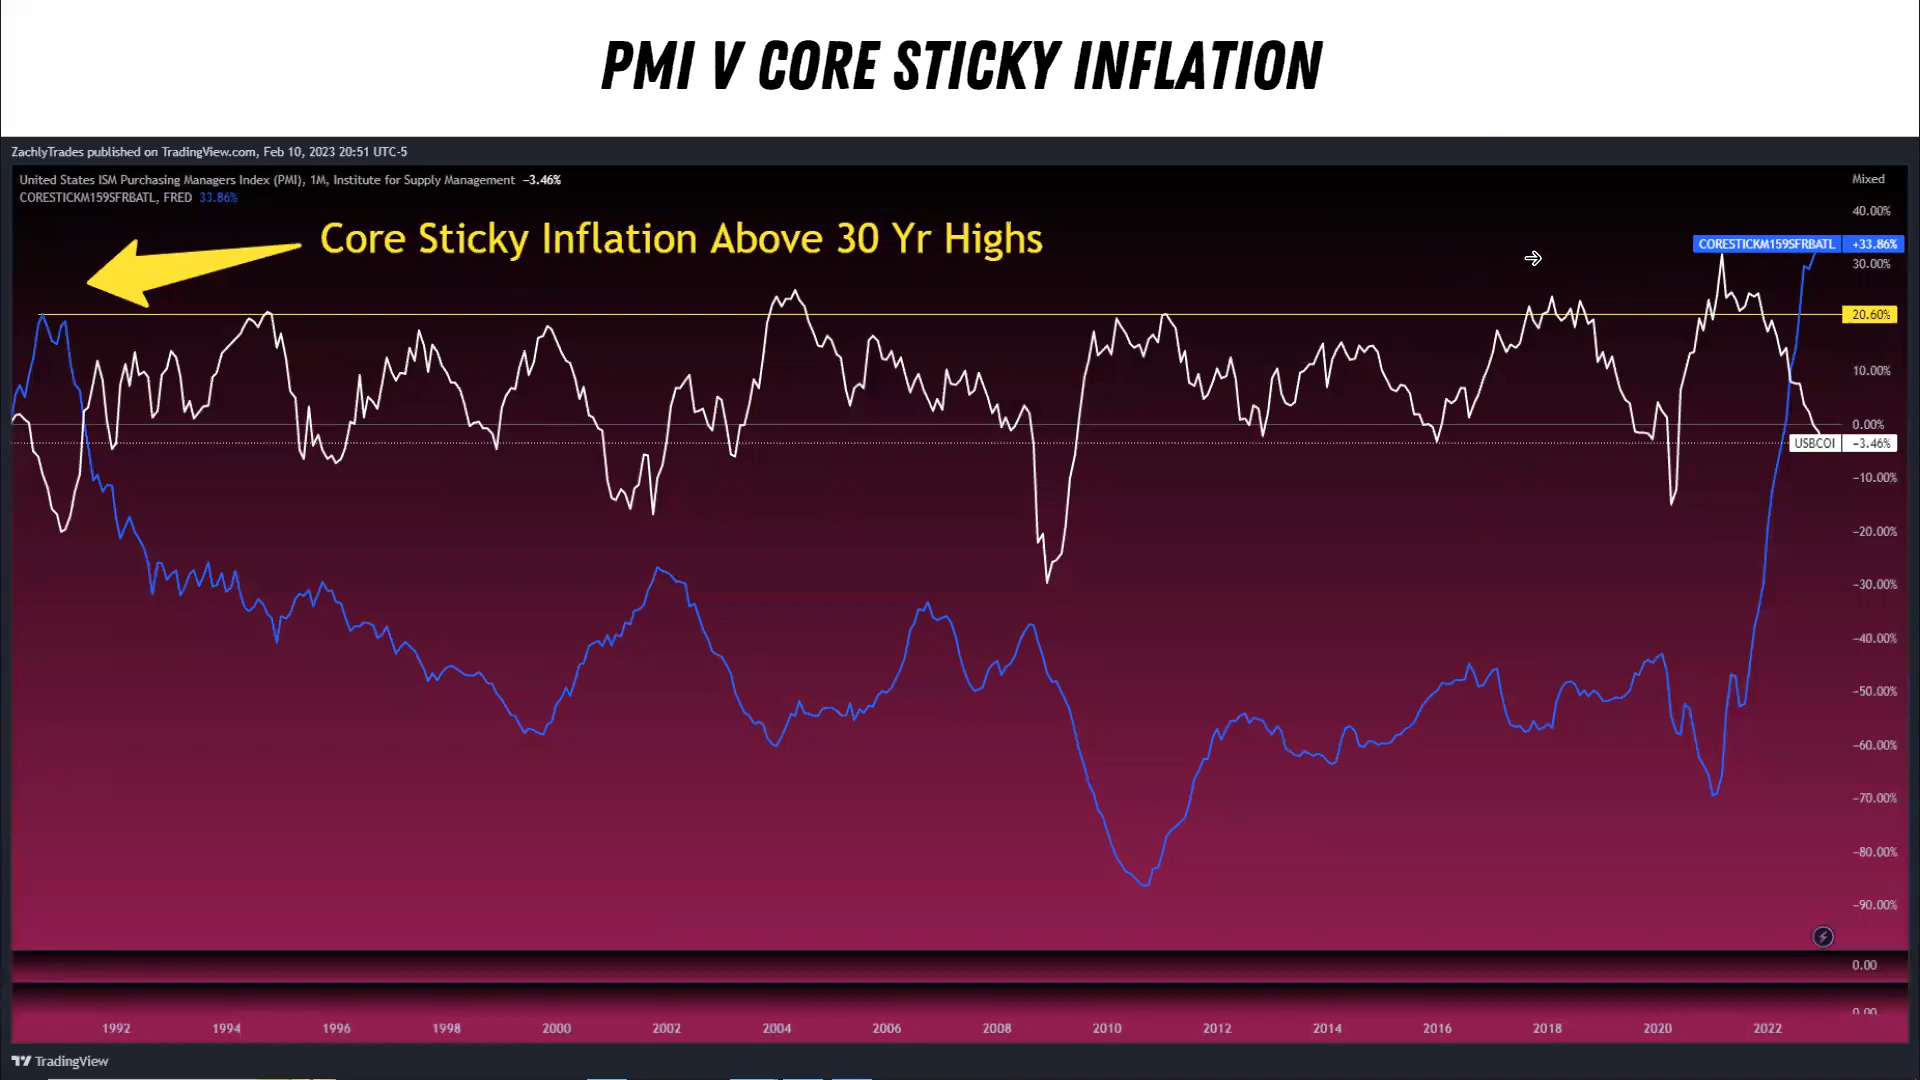 PMI V CORE STICKY INFLATION
ZachlyTrades published on TradingView.com, Feb 10, 2023 20:51 UTC-5
United States ISM Purchasing Managers Index (PMI), 1M, Institute for Supply Management −3.46%
CORESTICKM159SFRBATL, FRED 33.86%
Mixed
Core Sticky Inflation Above 30 Yr Highs
40.00%
CORESTICKM159SFRBATL +33.86%
30.00%
20.60%
10.00%
0.00%
USBCOI −3.46%
−10.00%
−20.00%
−30.00%
−40.00%
−50.00%
−60.00%
−70.00%
−80.00%
−90.00%
0.00
0.00
1992 1994 1996 1998 2000 2002 2004 2006 2008 2010 2012 2014 2016 2018 2020 2022
TradingView